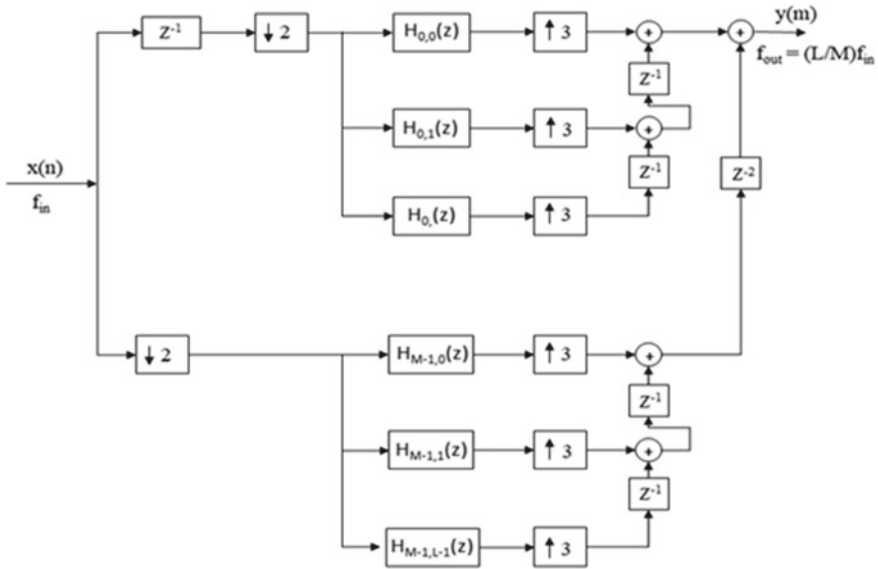 Z-1
↓ 2
H0,0(z)
↑ 3
+
+
y(m)
fout = (L/M)fin
Z-1
H0,1(z)
↑ 3
+
x(n)
fin
Z-1
Z-2
H0,(z)
↑ 3
↓ 2
HM-1,0(z)
↑ 3
+
Z-1
HM-1,1(z)
↑ 3
+
Z-1
HM-1,L-1(z)
↑ 3